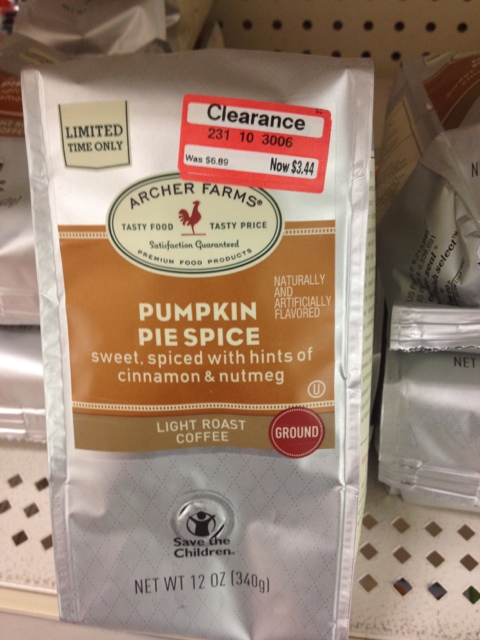 LIMITED
TIME ONLY
Clearance
231 10 3006
Was $6.89 Now $3.44
ARCHER FARMS®
TASTY FOOD TASTY PRICE
Satisfaction Guaranteed
PREMIUM FOOD PRODUCTS
NATURALLY
AND
ARTIFICIALLY
FLAVORED
PUMPKIN
PIE SPICE
sweet, spiced with hints of
cinnamon & nutmeg
U
LIGHT ROAST
COFFEE
GROUND
Save the
Children®
NET WT 12 OZ (340g)
NET